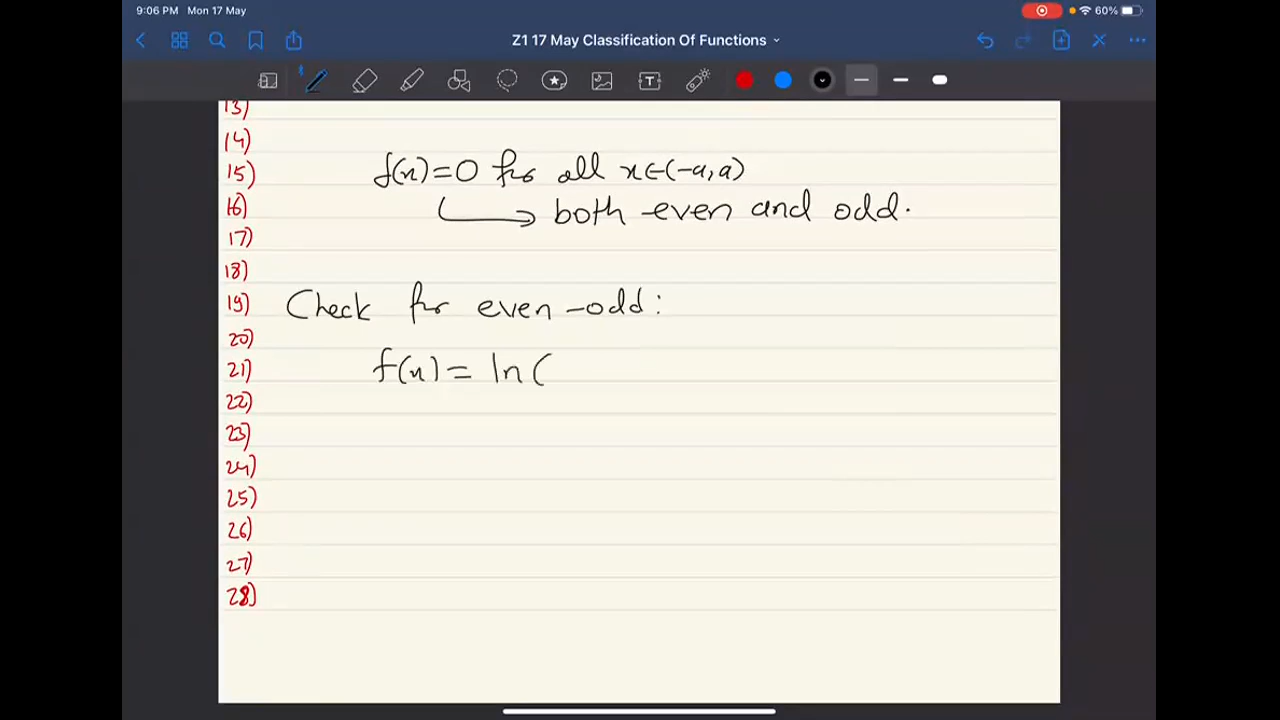 9:06 PM Mon 17 May
60%
Z1 17 May Classification Of Functions
13)
14)
15) f(x)=0 for all x∈(-a,a)
16) both even and odd.
17)
18)
19) Check for even-odd:
20)
21) f(x)= ln(
22)
23)
24)
25)
26)
27)
28)